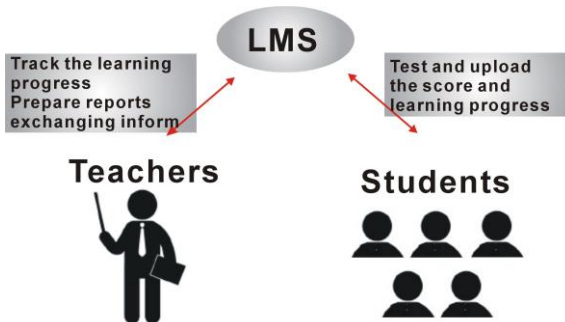 LMS
Track the learning
progress
Prepare reports
exchanging inform
Test and upload
the score and
learning progress
Teachers
Students